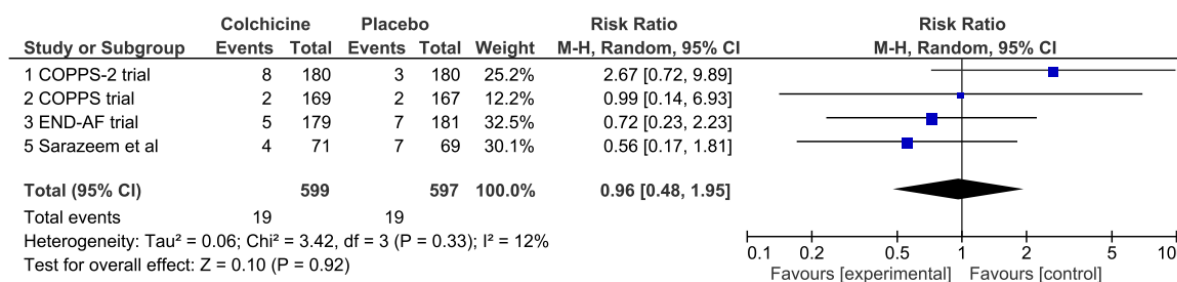 Colchicine Placebo Risk Ratio Risk Ratio
Study or Subgroup Events Total Events Total Weight M-H, Random, 95% CI M-H, Random, 95% CI
1 COPPS-2 trial 8 180 3 180 25.2% 2.67 [0.72, 9.89]
2 COPPS trial 2 169 2 167 12.2% 0.99 [0.14, 6.93]
3 END-AF trial 5 179 7 181 32.5% 0.72 [0.23, 2.23]
5 Sarazeem et al 4 71 7 69 30.1% 0.56 [0.17, 1.81]
Total (95% CI) 599 597 100.0% 0.96 [0.48, 1.95]
Total events 19 19
Heterogeneity: Tau² = 0.06; Chi² = 3.42, df = 3 (P = 0.33); I² = 12%
Test for overall effect: Z = 0.10 (P = 0.92)
0.1 0.2 0.5 1 2 5 10
Favours [experimental] Favours [control]